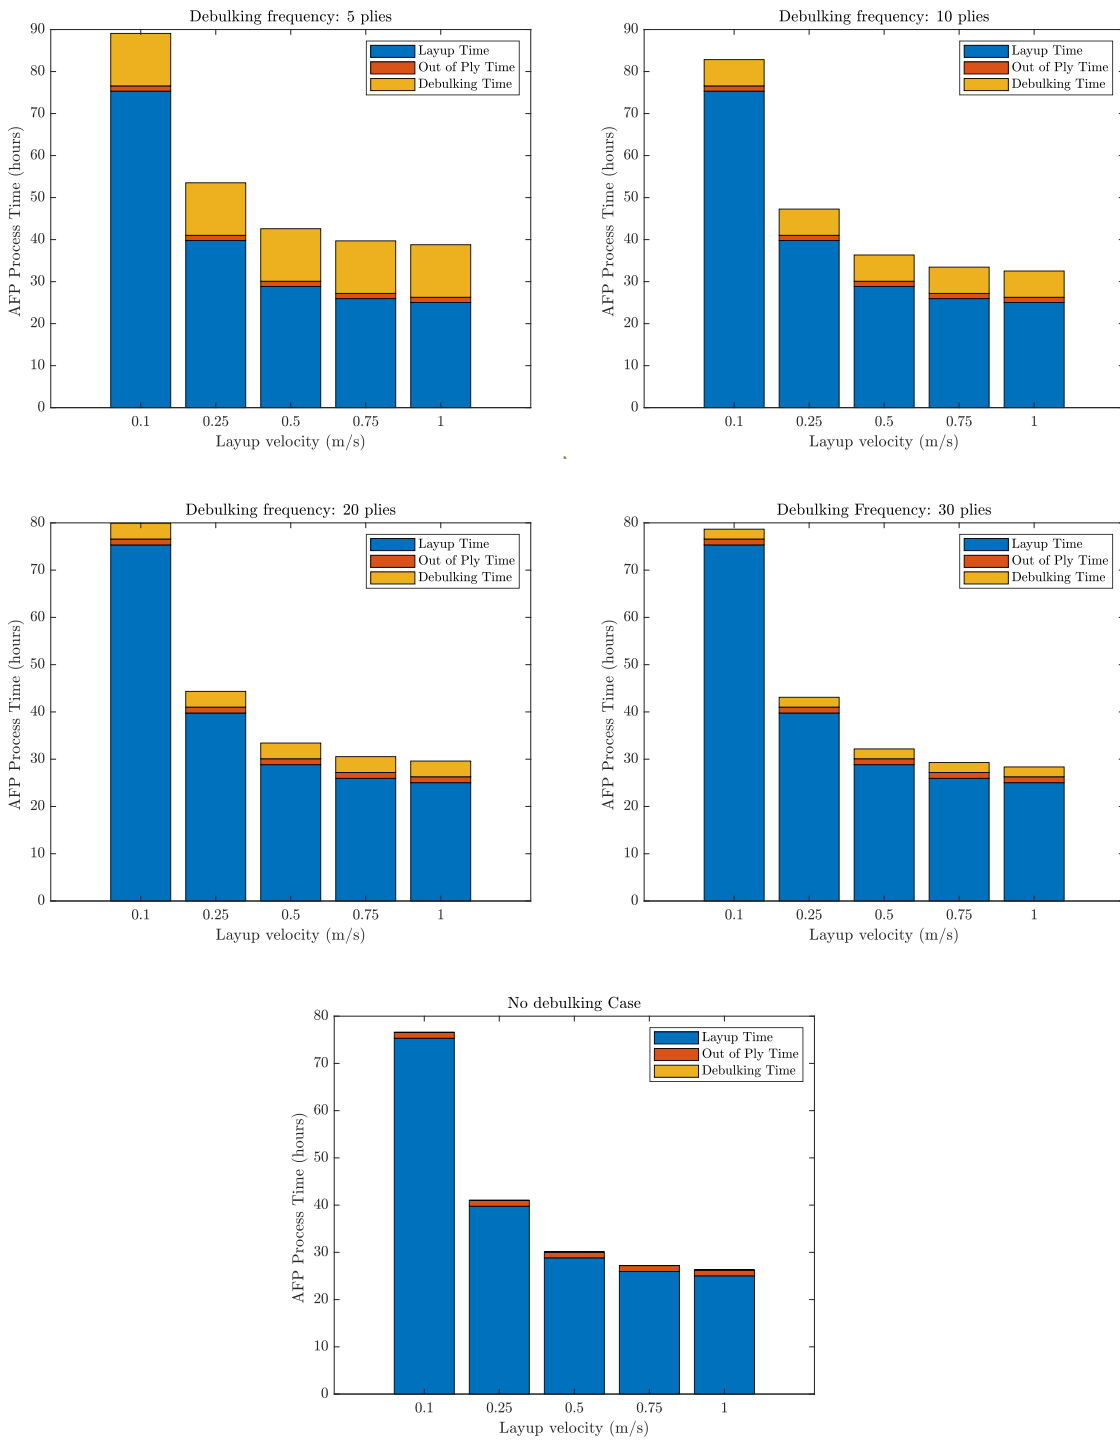 Debulking frequency: 5 plies
90
80
70
60
50
40
30
20
10
0
AFP Process Time (hours)
Layup Time
Out of Ply Time
Debulking Time
0.1 0.25 0.5 0.75 1
Layup velocity (m/s)
Debulking frequency: 10 plies
90
80
70
60
50
40
30
20
10
0
AFP Process Time (hours)
Layup Time
Out of Ply Time
Debulking Time
0.1 0.25 0.5 0.75 1
Layup velocity (m/s)
Debulking frequency: 20 plies
80
70
60
50
40
30
20
10
0
AFP Process Time (hours)
Layup Time
Out of Ply Time
Debulking Time
0.1 0.25 0.5 0.75 1
Layup velocity (m/s)
Debulking Frequency: 30 plies
80
70
60
50
40
30
20
10
0
AFP Process Time (hours)
Layup Time
Out of Ply Time
Debulking Time
0.1 0.25 0.5 0.75 1
Layup velocity (m/s)
No debulking Case
80
70
60
50
40
30
20
10
0
AFP Process Time (hours)
Layup Time
Out of Ply Time
Debulking Time
0.1 0.25 0.5 0.75 1
Layup velocity (m/s)